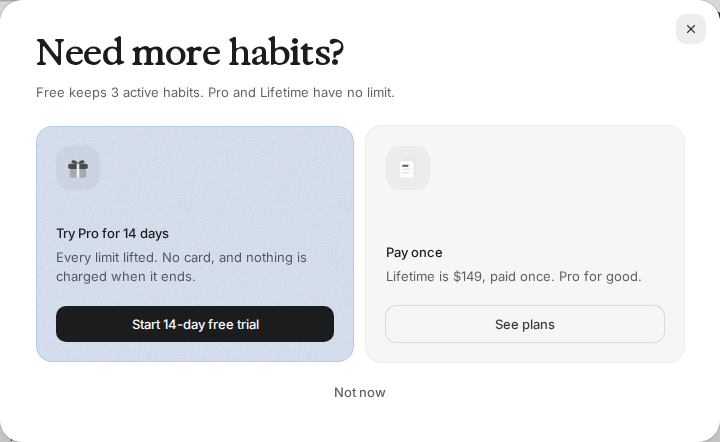 Need more habits?
Free keeps 3 active habits. Pro and Lifetime have no limit.
Try Pro for 14 days
Every limit lifted. No card, and nothing is
charged when it ends.
Start 14-day free trial
Pay once
Lifetime is $149, paid once. Pro for good.
See plans
Not now